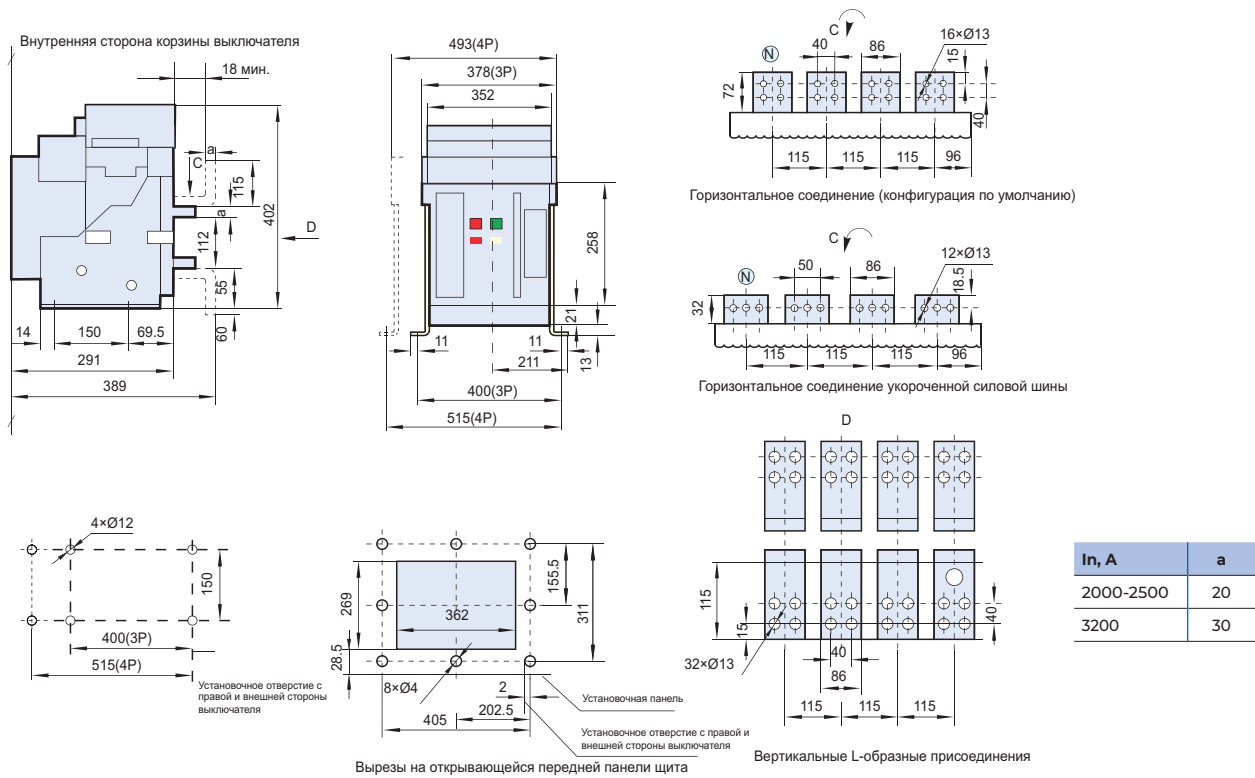 Внутренняя сторона корзины выключателя
18 мин.
a
C
115
a
402
D
112
55
60
14
150
69.5
291
389
493(4P)
378(3P)
352
258
21
11
11
13
211
400(3P)
515(4P)
C
16×Ø13
N
40
86
15
72
40
115
115
115
96
Горизонтальное соединение (конфигурация по умолчанию)
C
12×Ø13
N
50
86
18.5
32
115
115
115
96
Горизонтальное соединение укороченной силовой шины
D
115
15
40
32×Ø13
40
86
115
115
115
Вертикальные L-образные присоединения
4×Ø12
150
400(3P)
515(4P)
Установочное отверстие с
правой и внешней стороны
выключателя
269
362
155.5
311
28.5
8×Ø4
2
202.5
405
Установочная панель
Установочное отверстие с правой и
внешней стороны выключателя
Вырезы на открывающейся передней панели щита
In, A a
2000-2500 20
3200 30